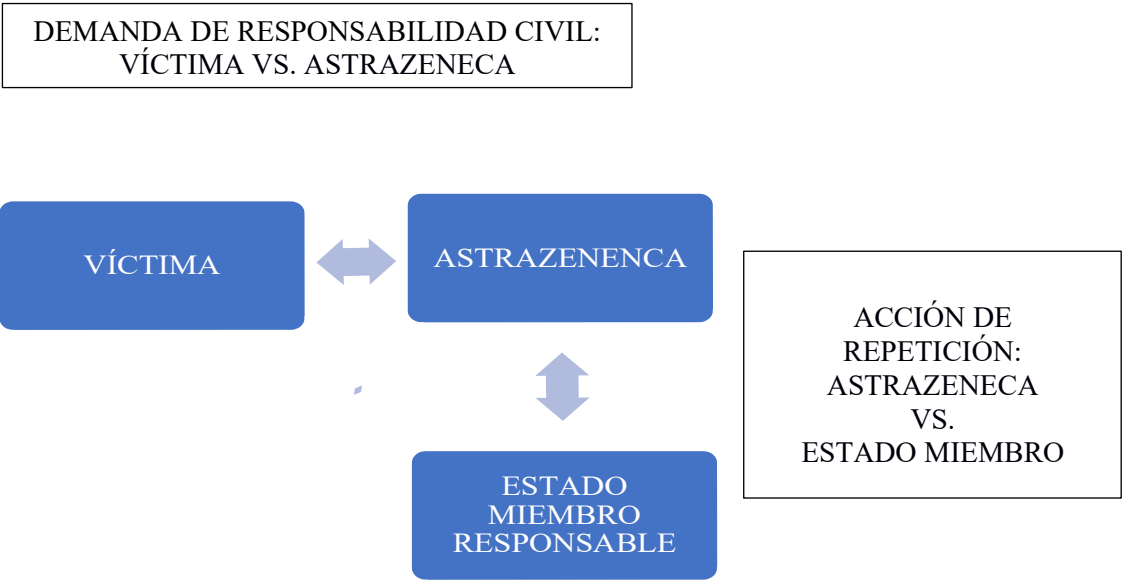 DEMANDA DE RESPONSABILIDAD CIVIL:
VÍCTIMA VS. ASTRAZENECA
VÍCTIMA
ASTRAZENENCA
ACCIÓN DE
REPETICIÓN:
ASTRAZENECA
VS.
ESTADO MIEMBRO
ESTADO
MIEMBRO
RESPONSABLE